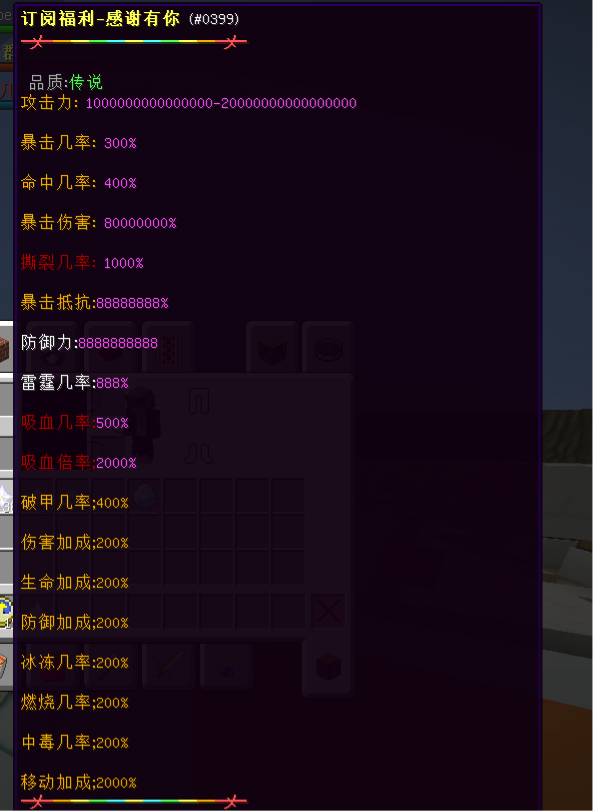 订阅福利-感谢有你 (#0399)
品质:传说
攻击力: 1000000000000000-20000000000000000
暴击几率: 300%
命中几率: 400%
暴击伤害: 80000000%
撕裂几率: 1000%
暴击抵抗:88888888%
防御力:8888888888
雷霆几率:888%
吸血几率:500%
吸血倍率:2000%
破甲几率;400%
伤害加成;200%
生命加成;200%
防御加成;200%
冰冻几率:200%
燃烧几率;200%
中毒几率;200%
移动加成;2000%